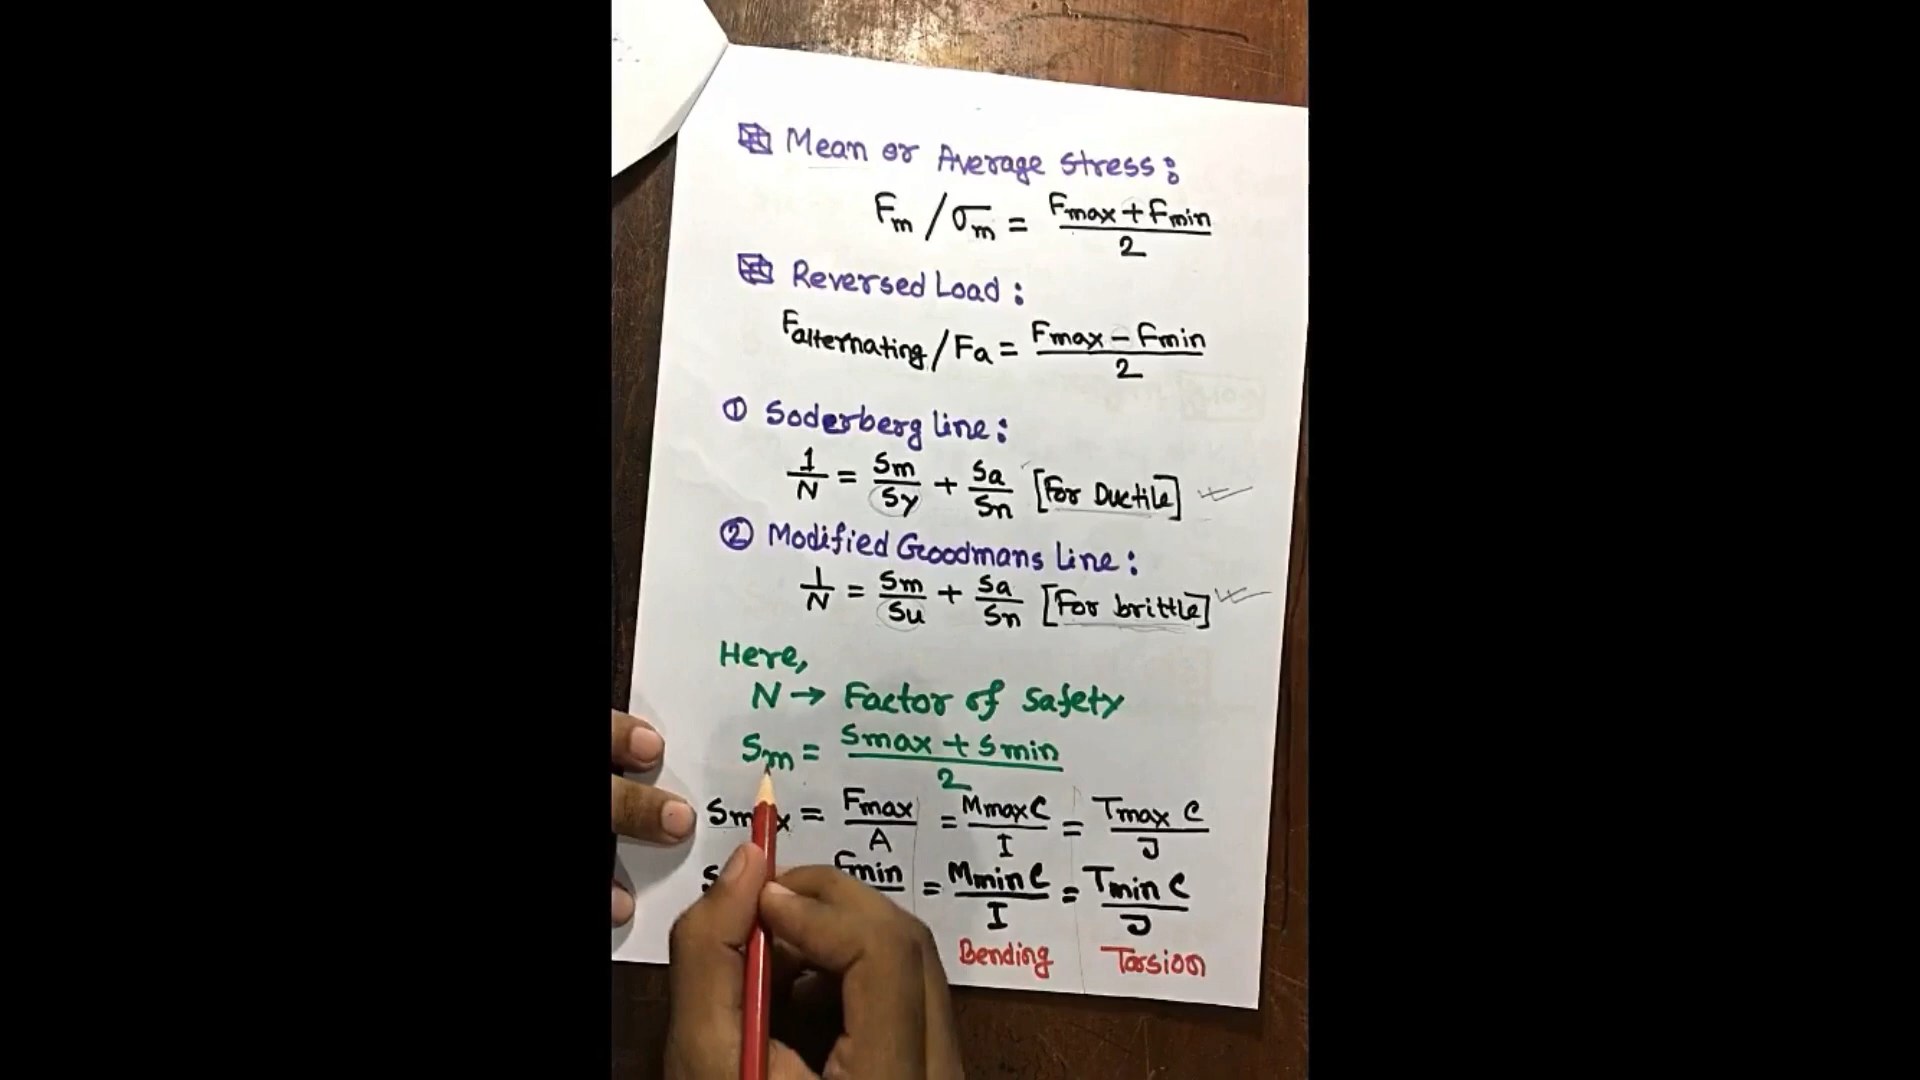 Mean or Average Stress:
Fm / σm = Fmax + Fmin / 2
Reversed Load:
Falternating / Fa = Fmax − Fmin / 2
① Soderberg line:
1/N = Sm/Sy + Sa/Sn [For Ductile]
② Modified Goodmans Line:
1/N = Sm/Su + Sa/Sn [For brittle]
Here,
N → Factor of Safety
Sm = Smax + Smin / 2
= Fmax / A = Mmax C / I = Tmax C / J
Fmin = Mmin C / I = Tmin C / J
Bending Torsion